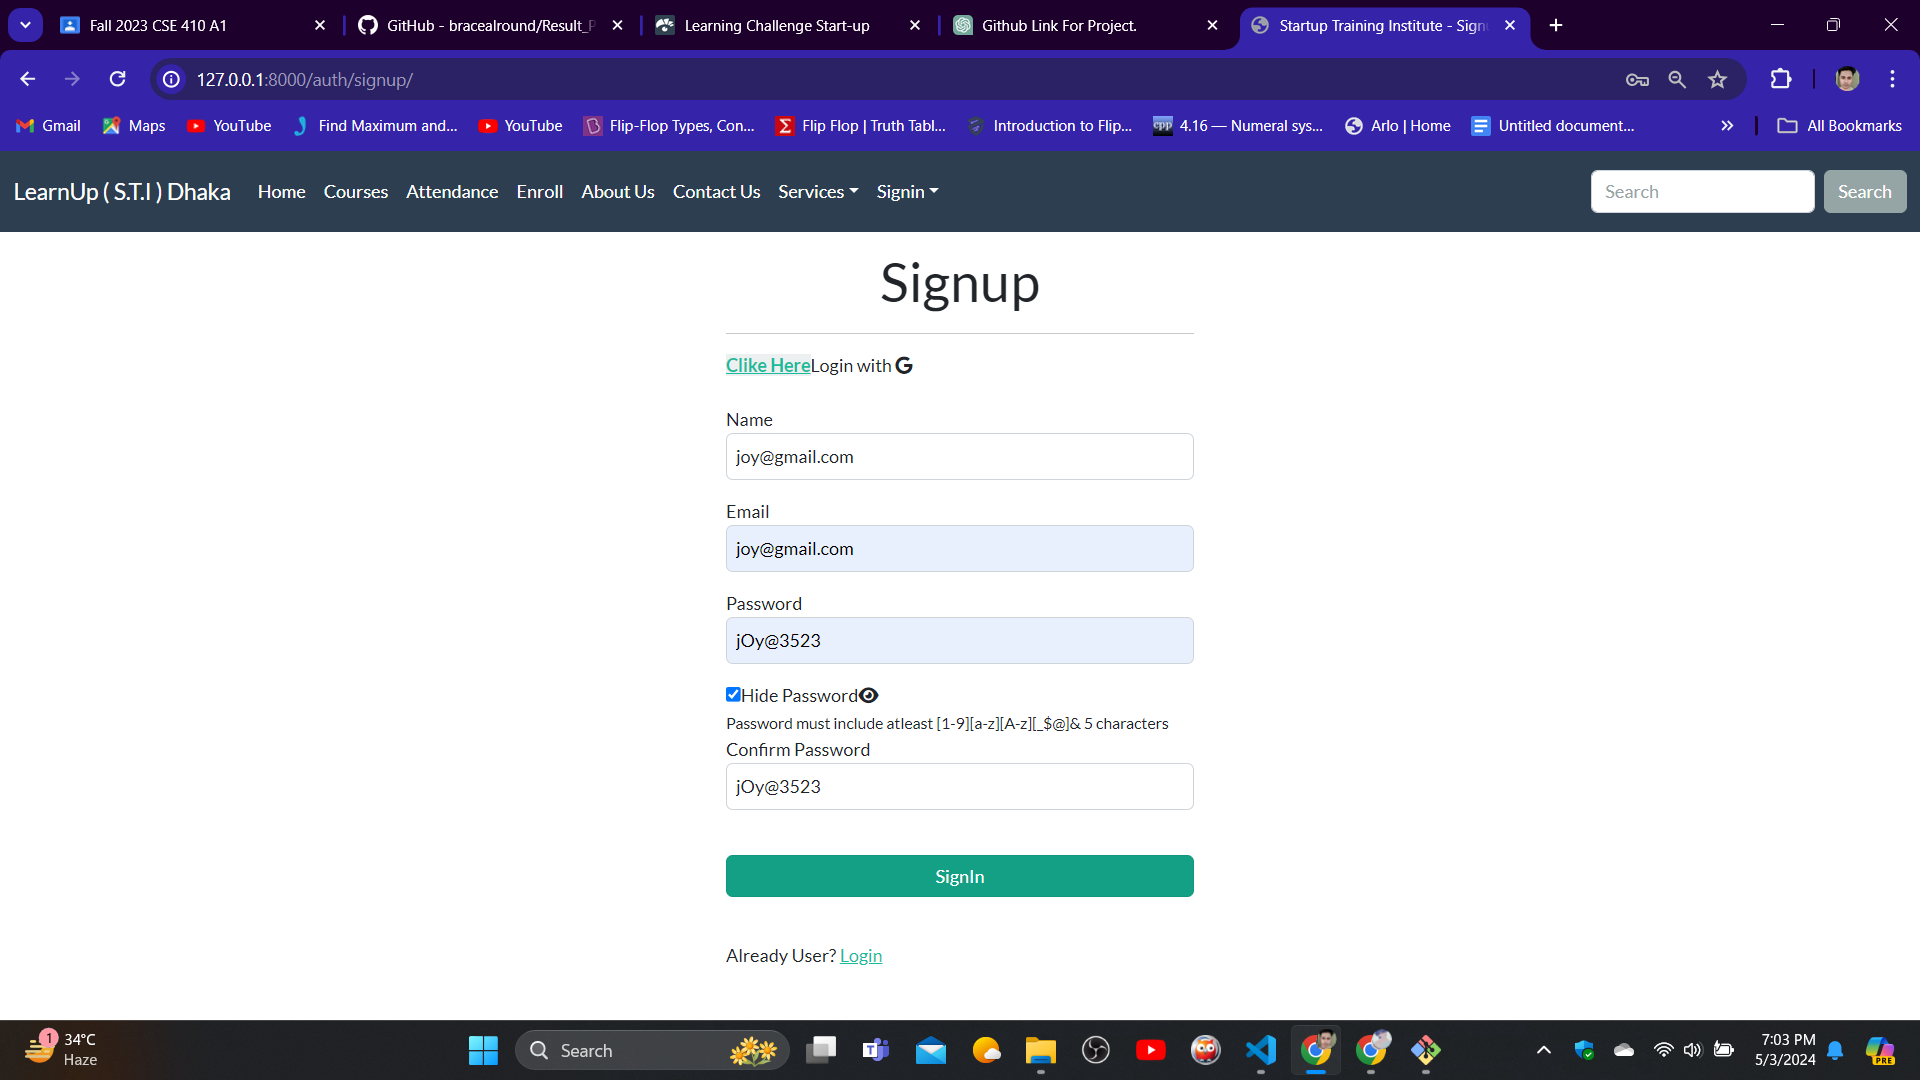 Fall 2023 CSE 410 A1
GitHub - bracealround/Result_P
Learning Challenge Start-up
Github Link For Project.
Startup Training Institute - Sign
127.0.0.1:8000/auth/signup/
Gmail
Maps
YouTube
Find Maximum and...
YouTube
Flip-Flop Types, Con...
Flip Flop | Truth Tabl...
Introduction to Flip...
4.16 — Numeral sys...
Arlo | Home
Untitled document...
All Bookmarks
LearnUp ( S.T.I ) Dhaka
Home
Courses
Attendance
Enroll
About Us
Contact Us
Services
Signin
Search
Search
Signup
Clike HereLogin with G
Name
joy@gmail.com
Email
joy@gmail.com
Password
jOy@3523
Hide Password
Password must include atleast [1-9][a-z][A-z][_$@]& 5 characters
Confirm Password
jOy@3523
SignIn
Already User? Login
1
34°C
Haze
Search
7:03 PM
5/3/2024
PRE